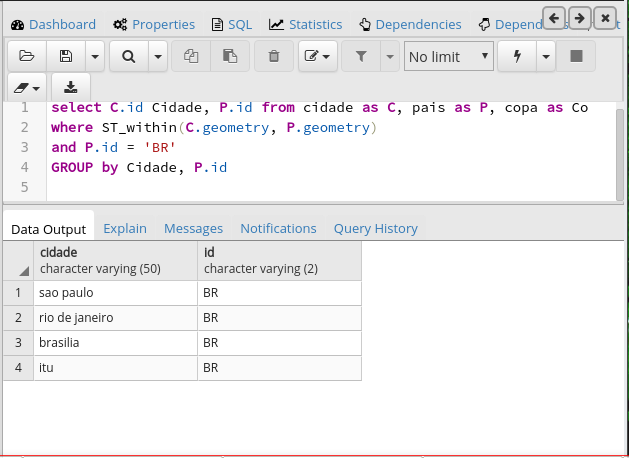 Dashboard Properties SQL Statistics Dependencies Depend
No limit
1 select C.id Cidade, P.id from cidade as C, pais as P, copa as Co
2 where ST_within(C.geometry, P.geometry)
3 and P.id = 'BR'
4 GROUP by Cidade, P.id
5
Data Output Explain Messages Notifications Query History
cidade id
character varying (50) character varying (2)
1 sao paulo BR
2 rio de janeiro BR
3 brasilia BR
4 itu BR